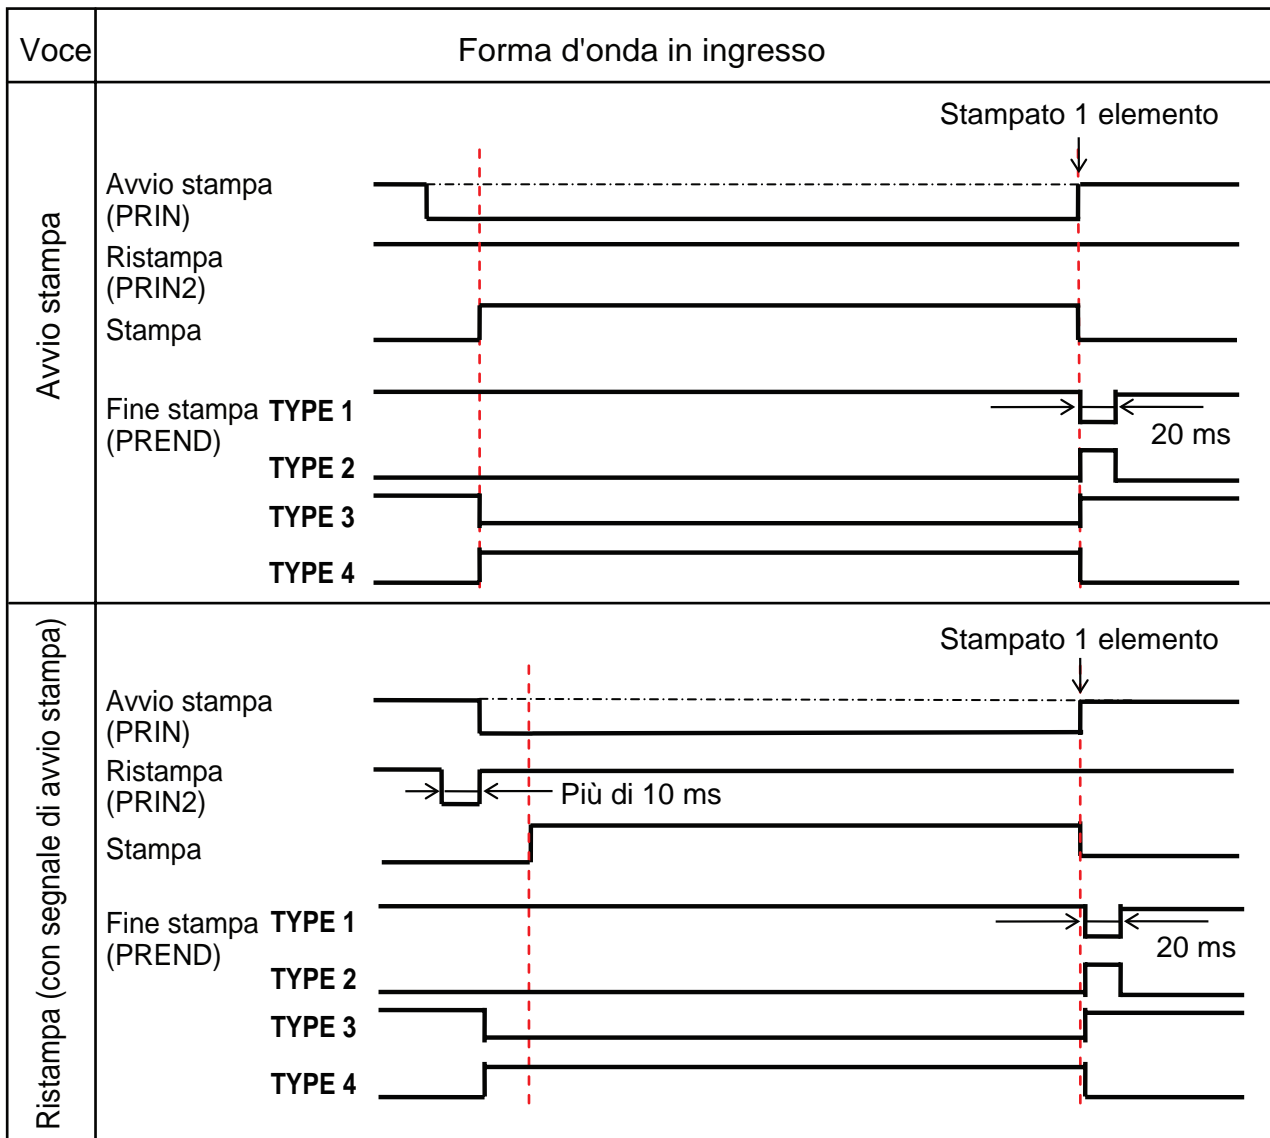 Voce
Forma d'onda in ingresso
Avvio stampa
Stampato 1 elemento
Avvio stampa
(PRIN)
Ristampa
(PRIN2)
Stampa
Fine stampa TYPE 1
(PREND)
20 ms
TYPE 2
TYPE 3
TYPE 4
Ristampa (con segnale di avvio stampa)
Stampato 1 elemento
Avvio stampa
(PRIN)
Ristampa
(PRIN2)
Più di 10 ms
Stampa
Fine stampa TYPE 1
(PREND)
20 ms
TYPE 2
TYPE 3
TYPE 4